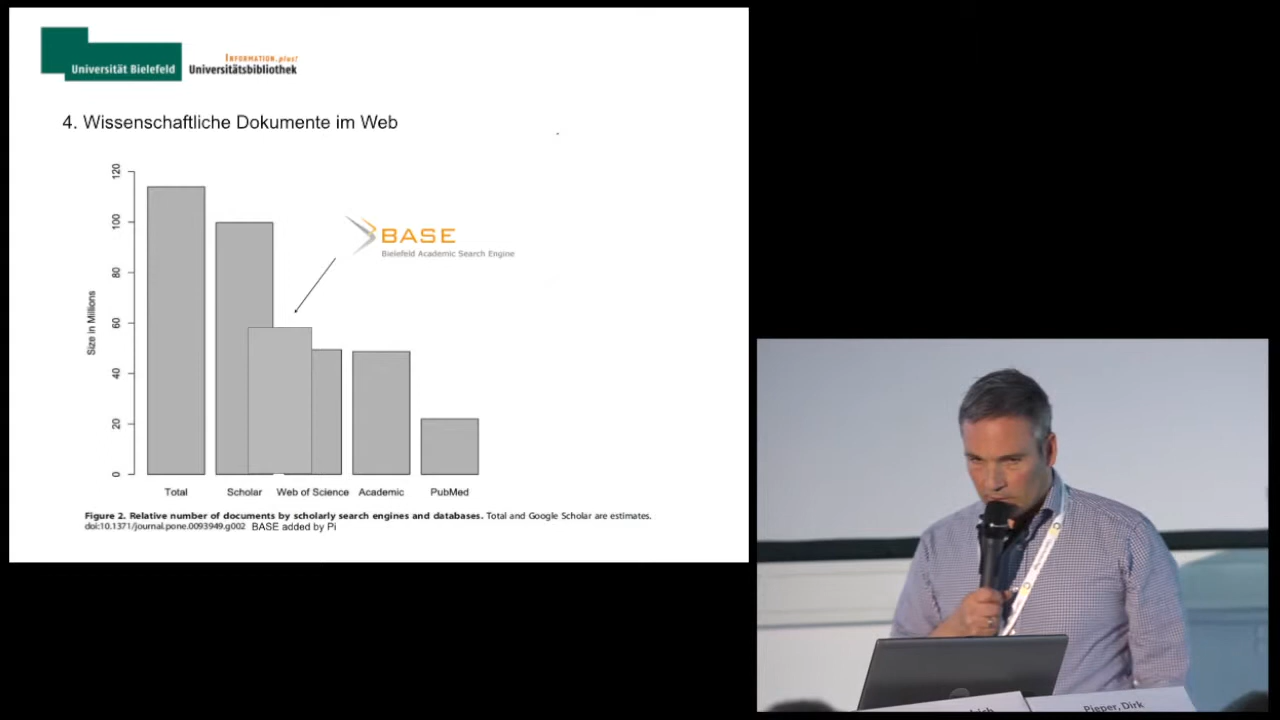 Universität Bielefeld
INFORMATION.plus!
Universitätsbibliothek
4. Wissenschaftliche Dokumente im Web
BASE
Bielefeld Academic Search Engine
Size in Millions
120
100
80
60
40
20
0
Total Scholar Web of Science Academic PubMed
Figure 2. Relative number of documents by scholarly search engines and databases. Total and Google Scholar are estimates.
doi:10.1371/journal.pone.0093949.g002 BASE added by Pi
Pieper, Dirk